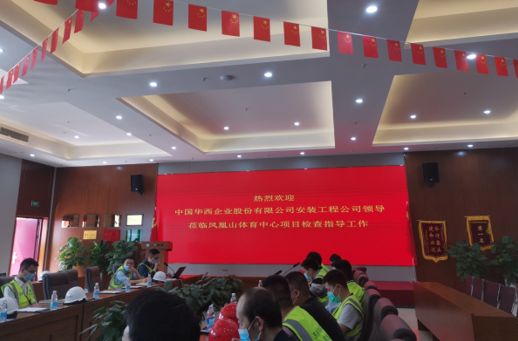 热烈欢迎
中国华西企业股份有限公司安装工程公司领导
莅临凤凰山体育中心项目检查指导工作